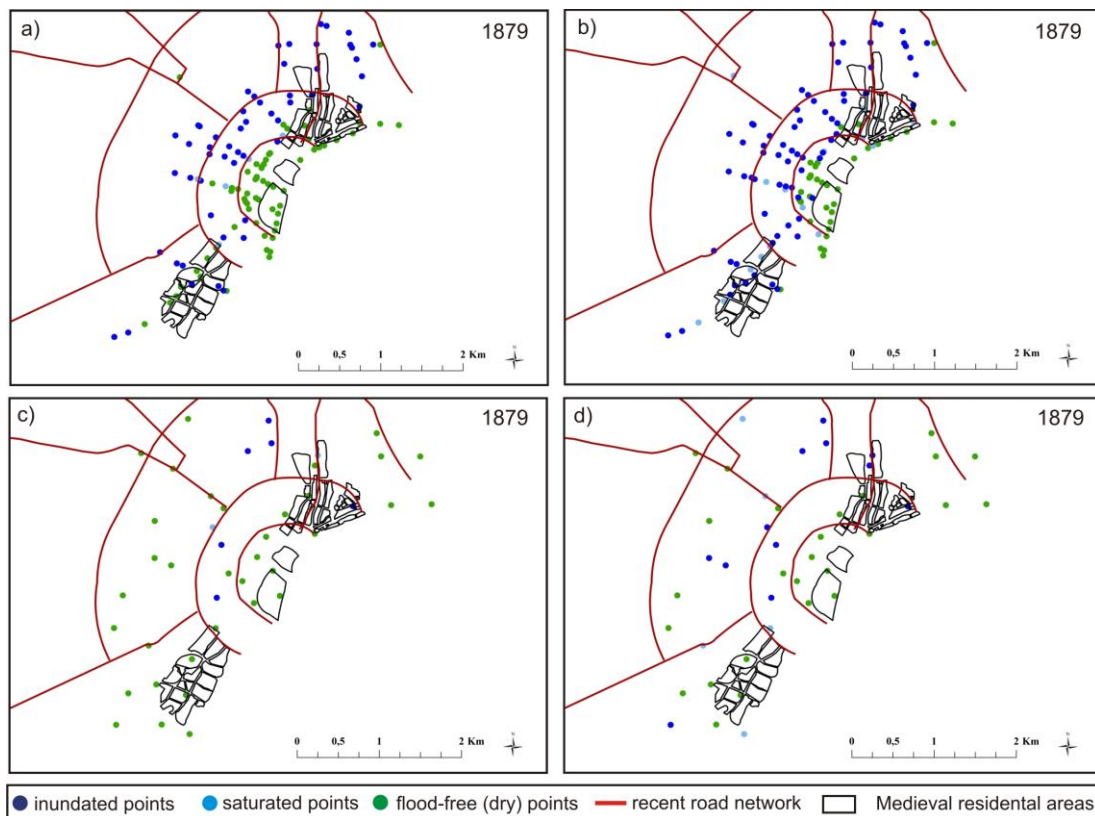 a) 1879
0 0,5 1 2 Km
N
b) 1879
0 0,5 1 2 Km
N
c) 1879
0 0,5 1 2 Km
N
d) 1879
0 0,5 1 2 Km
N
inundated points saturated points flood-free (dry) points recent road network Medieval residental areas